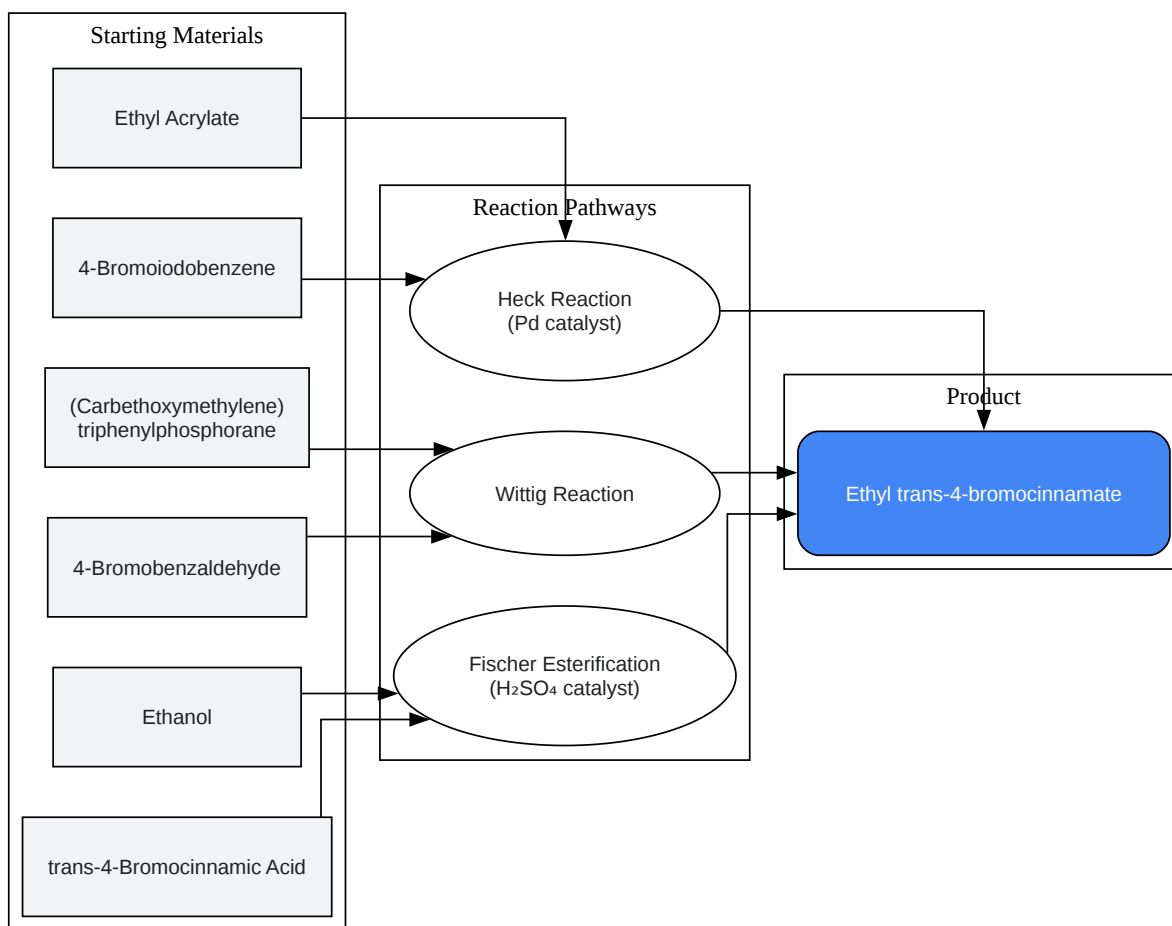 Starting Materials
Ethyl Acrylate
4-Bromoiodobenzene
(Carbethoxymethylene)
triphenylphosphorane
4-Bromobenzaldehyde
Ethanol
trans-4-Bromocinnamic Acid
Reaction Pathways
Heck Reaction
(Pd catalyst)
Wittig Reaction
Fischer Esterification
(H₂SO₄ catalyst)
Product
Ethyl trans-4-bromocinnamate